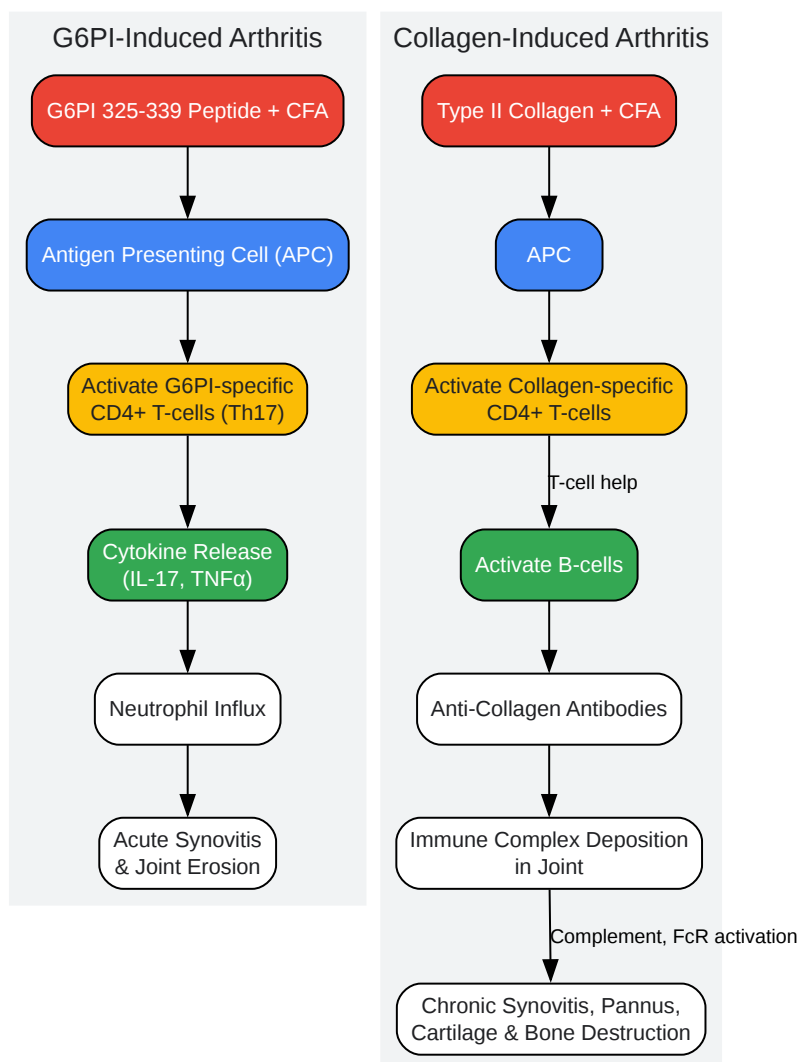 G6PI-Induced Arthritis
G6PI 325-339 Peptide + CFA
Antigen Presenting Cell (APC)
Activate G6PI-specific
CD4+ T-cells (Th17)
Cytokine Release
(IL-17, TNFα)
Neutrophil Influx
Acute Synovitis
& Joint Erosion
Collagen-Induced Arthritis
Type II Collagen + CFA
APC
Activate Collagen-specific
CD4+ T-cells
T-cell help
Activate B-cells
Anti-Collagen Antibodies
Immune Complex Deposition
in Joint
Complement, FcR activation
Chronic Synovitis, Pannus,
Cartilage & Bone Destruction